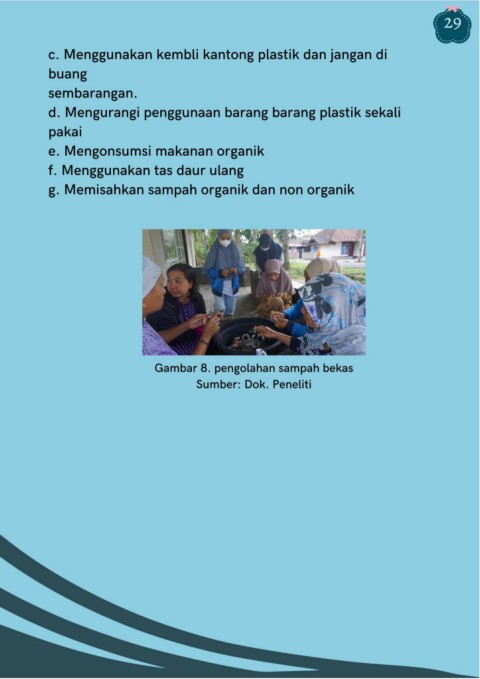 29
c. Menggunakan kembli kantong plastik dan jangan di
buang
sembarangan.
d. Mengurangi penggunaan barang barang plastik sekali
pakai
e. Mengonsumsi makanan organik
f. Menggunakan tas daur ulang
g. Memisahkan sampah organik dan non organik
Gambar 8. pengolahan sampah bekas
Sumber: Dok. Peneliti